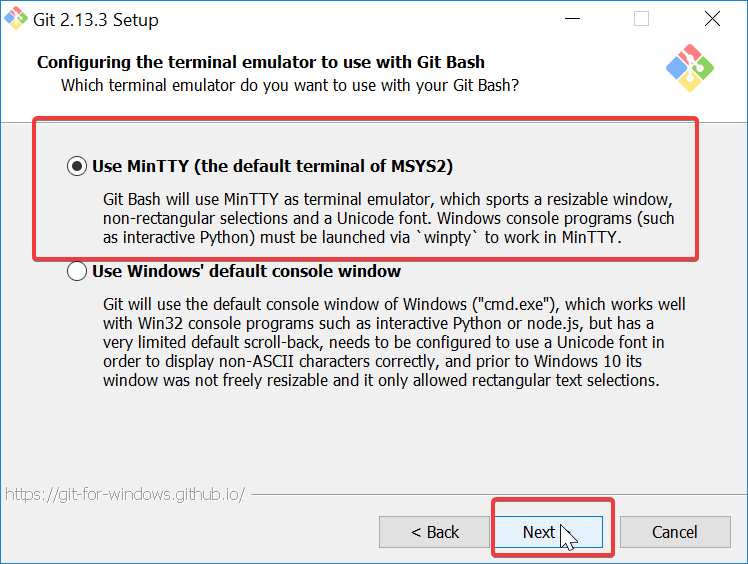 Git 2.13.3 Setup
Configuring the terminal emulator to use with Git Bash
Which terminal emulator do you want to use with your Git Bash?
Use MinTTY (the default terminal of MSYS2)
Git Bash will use MinTTY as terminal emulator, which sports a resizable window,
non-rectangular selections and a Unicode font. Windows console programs (such
as interactive Python) must be launched via `winpty` to work in MinTTY.
Use Windows' default console window
Git will use the default console window of Windows ("cmd.exe"), which works well
with Win32 console programs such as interactive Python or node.js, but has a
very limited default scroll-back, needs to be configured to use a Unicode font in
order to display non-ASCII characters correctly, and prior to Windows 10 its
window was not freely resizable and it only allowed rectangular text selections.
https://git-for-windows.github.io/
< Back
Next >
Cancel